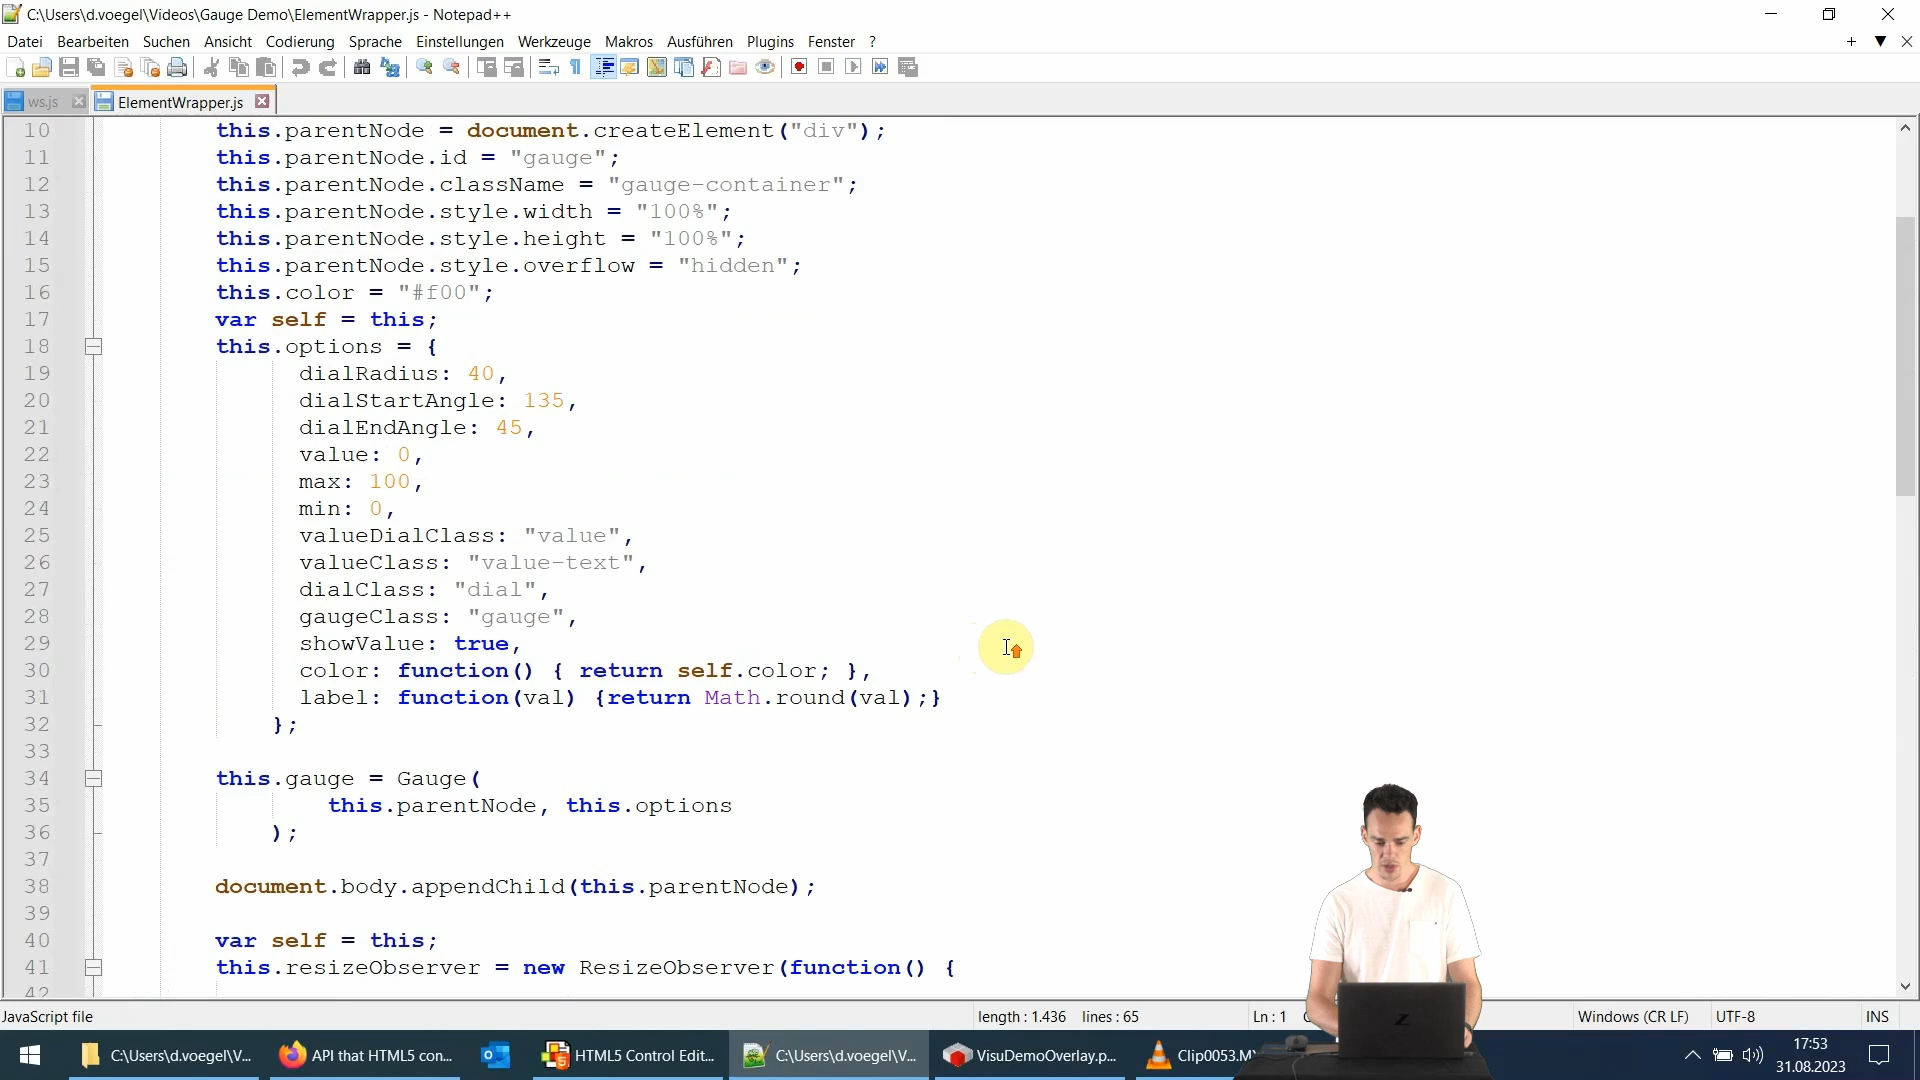 C:\Users\d.voegel\Videos\Gauge Demo\ElementWrapper.js - Notepad++
Datei Bearbeiten Suchen Ansicht Codierung Sprache Einstellungen Werkzeuge Makros Ausführen Plugins Fenster ?
ws.js ElementWrapper.js
10 this.parentNode = document.createElement("div");
11 this.parentNode.id = "gauge";
12 this.parentNode.className = "gauge-container";
13 this.parentNode.style.width = "100%";
14 this.parentNode.style.height = "100%";
15 this.parentNode.style.overflow = "hidden";
16 this.color = "#f00";
17 var self = this;
18 this.options = {
19 dialRadius: 40,
20 dialStartAngle: 135,
21 dialEndAngle: 45,
22 value: 0,
23 max: 100,
24 min: 0,
25 valueDialClass: "value",
26 valueClass: "value-text",
27 dialClass: "dial",
28 gaugeClass: "gauge",
29 showValue: true,
30 color: function() { return self.color; },
31 label: function(val) {return Math.round(val);}
32 };
33
34 this.gauge = Gauge(
35 this.parentNode, this.options
36 );
37
38 document.body.appendChild(this.parentNode);
39
40 var self = this;
41 this.resizeObserver = new ResizeObserver(function() {
42
JavaScript file length : 1.436 lines : 65 Ln : 1 Windows (CR LF) UTF-8 INS
C:\Users\d.voegel\V... API that HTML5 con... HTML5 Control Edit... C:\Users\d.voegel\V... VisuDemoOverlay.p... Clip0053.M 17:53
31.08.2023